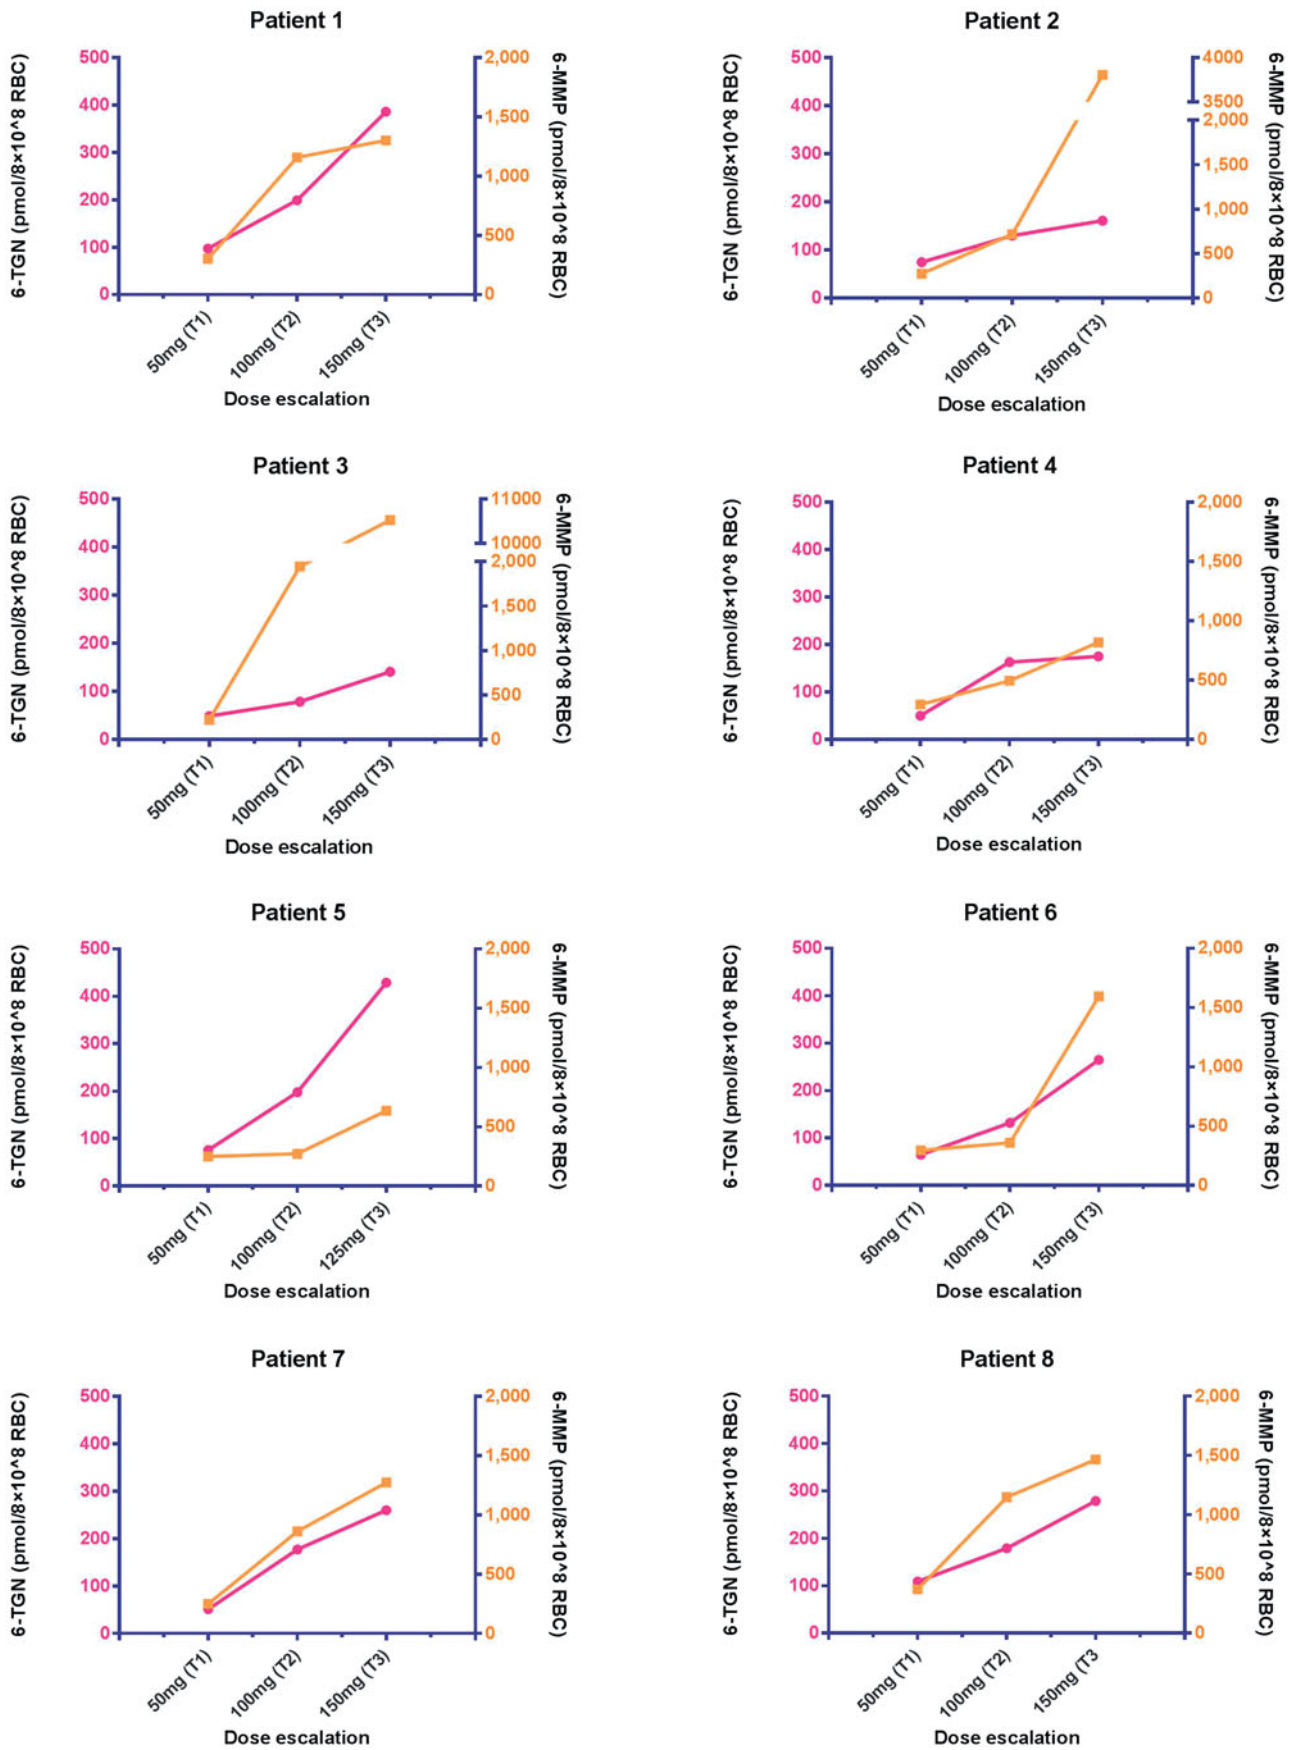 Patient 1
6-TGN (pmol/8×10^8 RBC)
500
400
300
200
100
0
2,000
1,500
1,000
500
0
6-MMP (pmol/8×10^8 RBC)
50mg (T1)
100mg (T2)
150mg (T3)
Dose escalation
Patient 2
6-TGN (pmol/8×10^8 RBC)
500
400
300
200
100
0
4000
3500
2,000
1,500
1,000
500
0
6-MMP (pmol/8×10^8 RBC)
50mg (T1)
100mg (T2)
150mg (T3)
Dose escalation
Patient 3
6-TGN (pmol/8×10^8 RBC)
500
400
300
200
100
0
11000
10000
2,000
1,500
1,000
500
0
6-MMP (pmol/8×10^8 RBC)
50mg (T1)
100mg (T2)
150mg (T3)
Dose escalation
Patient 4
6-TGN (pmol/8×10^8 RBC)
500
400
300
200
100
0
2,000
1,500
1,000
500
0
6-MMP (pmol/8×10^8 RBC)
50mg (T1)
100mg (T2)
150mg (T3)
Dose escalation
Patient 5
6-TGN (pmol/8×10^8 RBC)
500
400
300
200
100
0
2,000
1,500
1,000
500
0
6-MMP (pmol/8×10^8 RBC)
50mg (T1)
100mg (T2)
125mg (T3)
Dose escalation
Patient 6
6-TGN (pmol/8×10^8 RBC)
500
400
300
200
100
0
2,000
1,500
1,000
500
0
6-MMP (pmol/8×10^8 RBC)
50mg (T1)
100mg (T2)
150mg (T3)
Dose escalation
Patient 7
6-TGN (pmol/8×10^8 RBC)
500
400
300
200
100
0
2,000
1,500
1,000
500
0
6-MMP (pmol/8×10^8 RBC)
50mg (T1)
100mg (T2)
150mg (T3)
Dose escalation
Patient 8
6-TGN (pmol/8×10^8 RBC)
500
400
300
200
100
0
2,000
1,500
1,000
500
0
6-MMP (pmol/8×10^8 RBC)
50mg (T1)
100mg (T2)
150mg (T3
Dose escalation